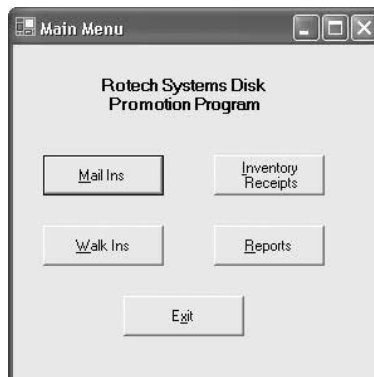 Main Menu
Rotech Systems Disk
Promotion Program
Mail Ins
Inventory
Receipts
Walk Ins
Reports
Exit